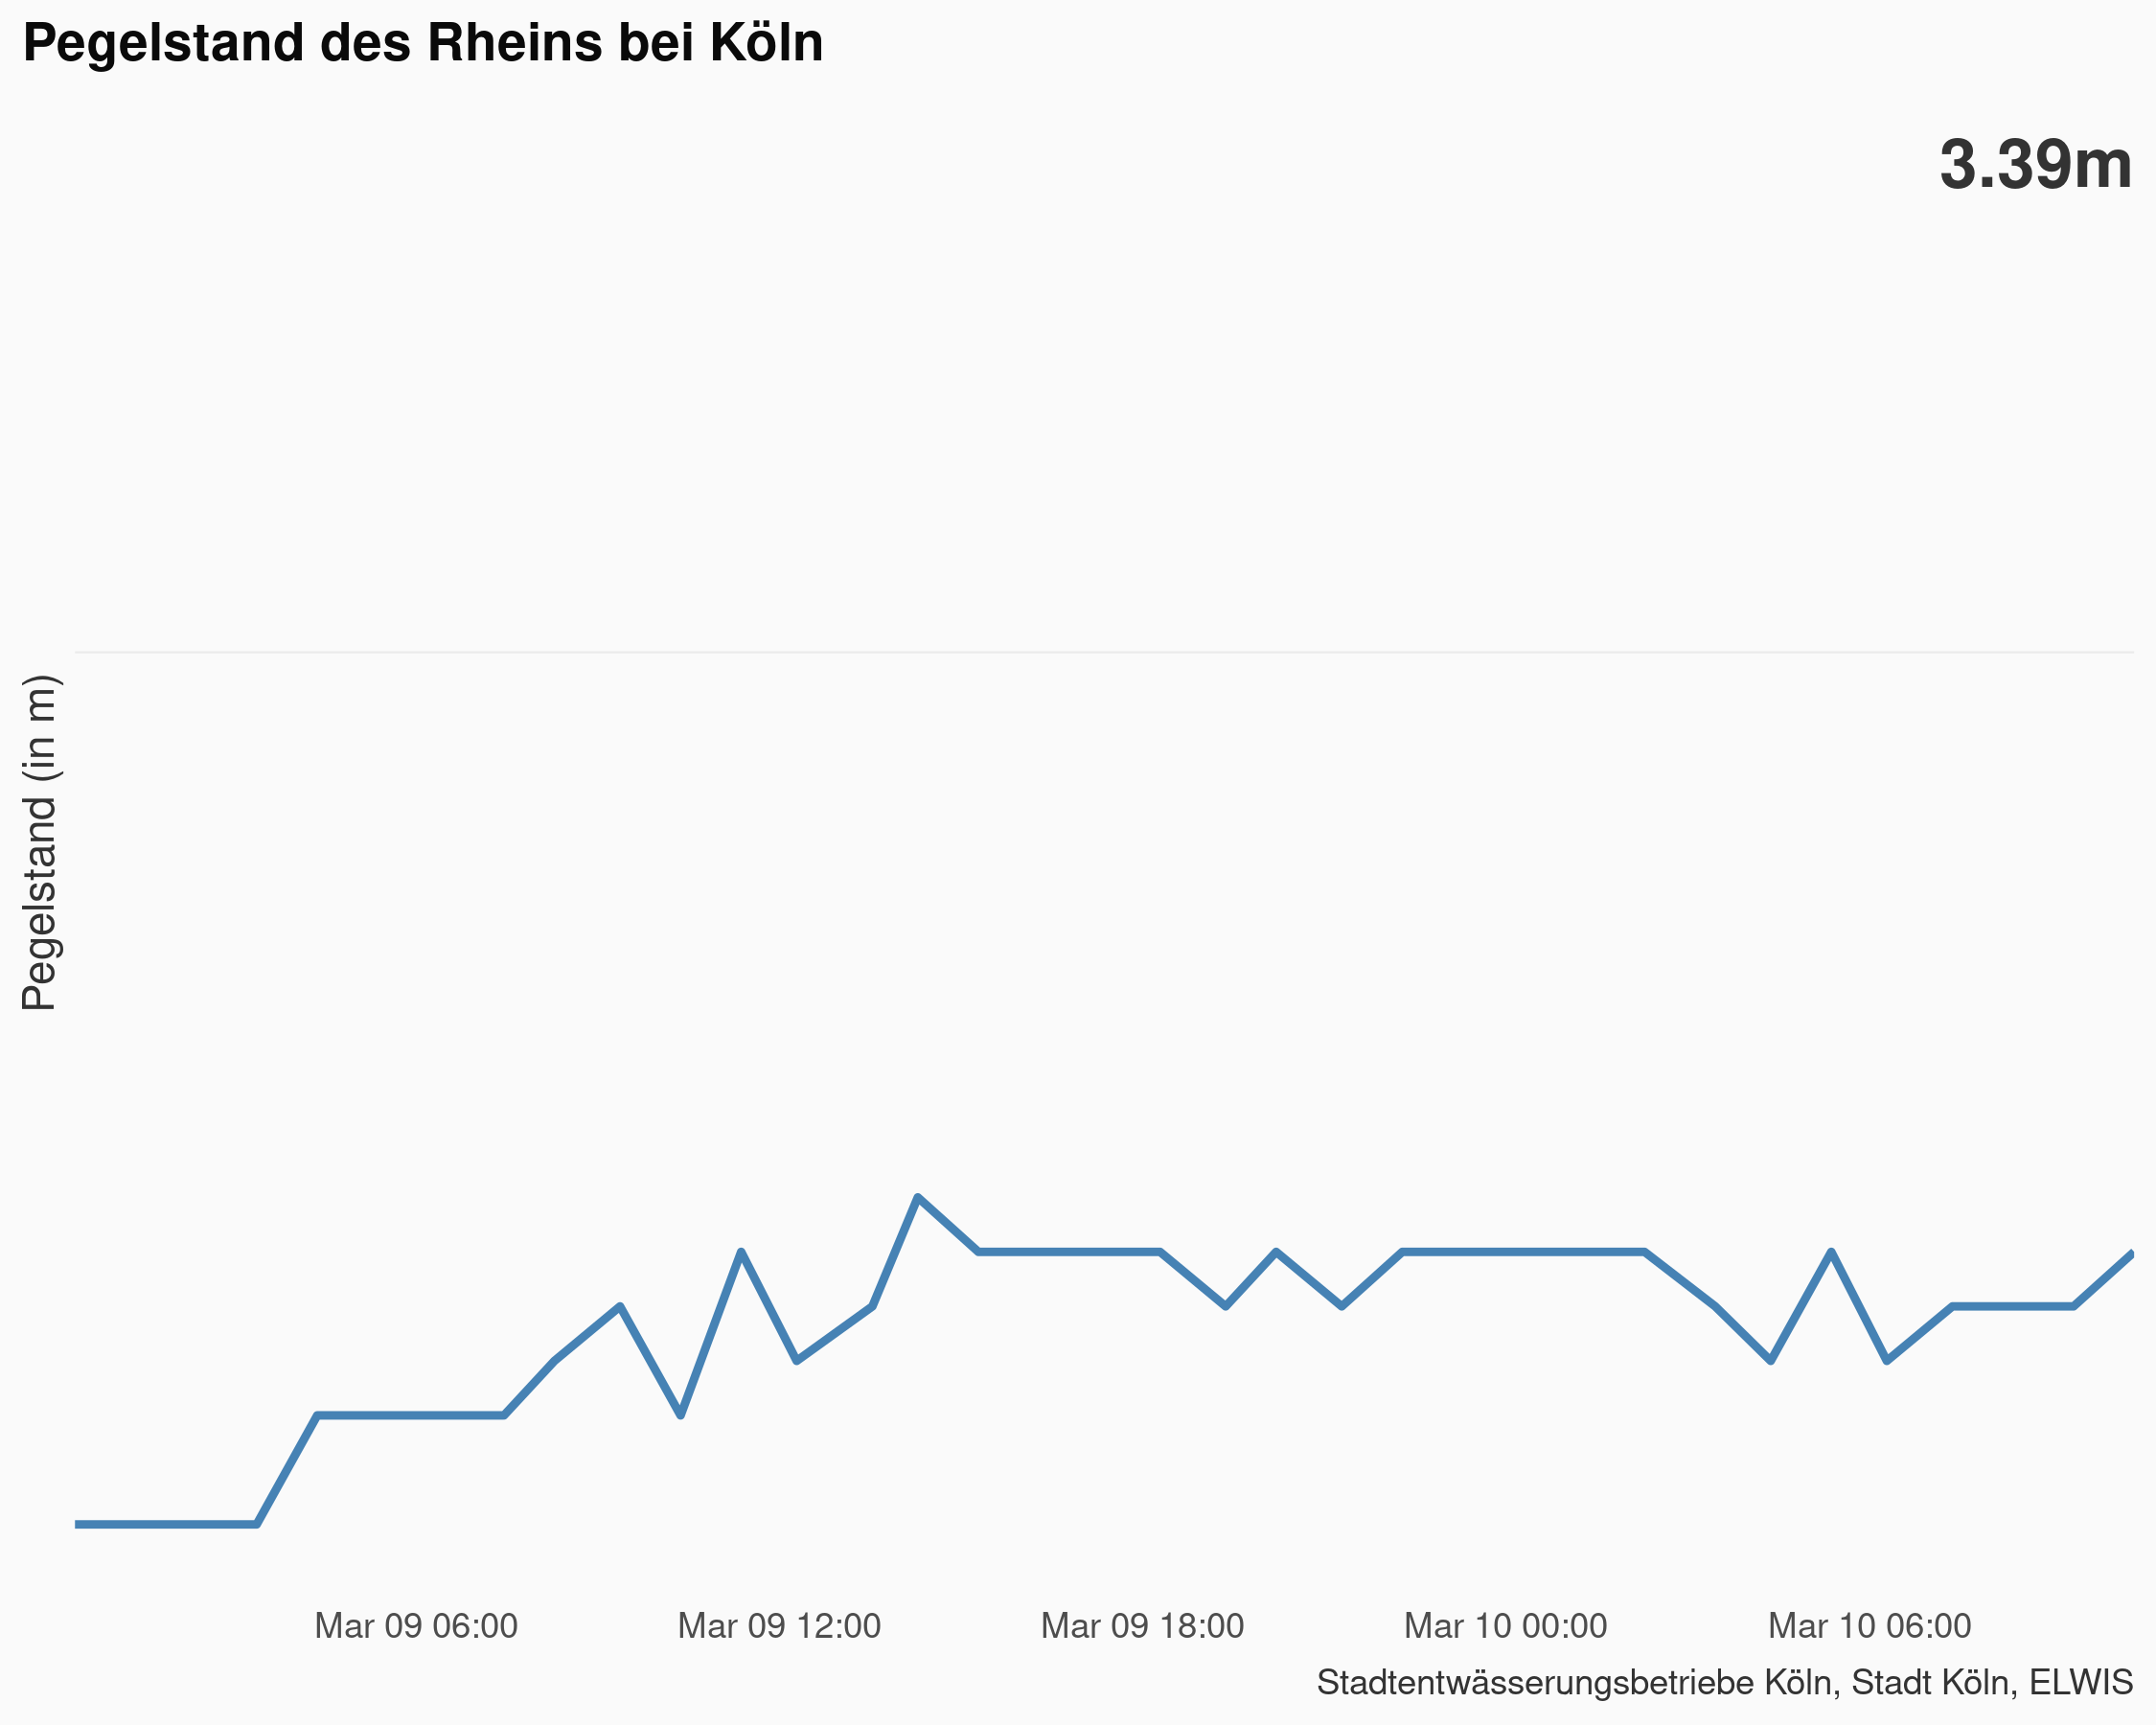 Pegelstand des Rheins bei Köln
3.39m
Pegelstand (in m)
Mar 09 06:00
Mar 09 12:00
Mar 09 18:00
Mar 10 00:00
Mar 10 06:00
Stadtentwässerungsbetriebe Köln, Stadt Köln, ELWIS